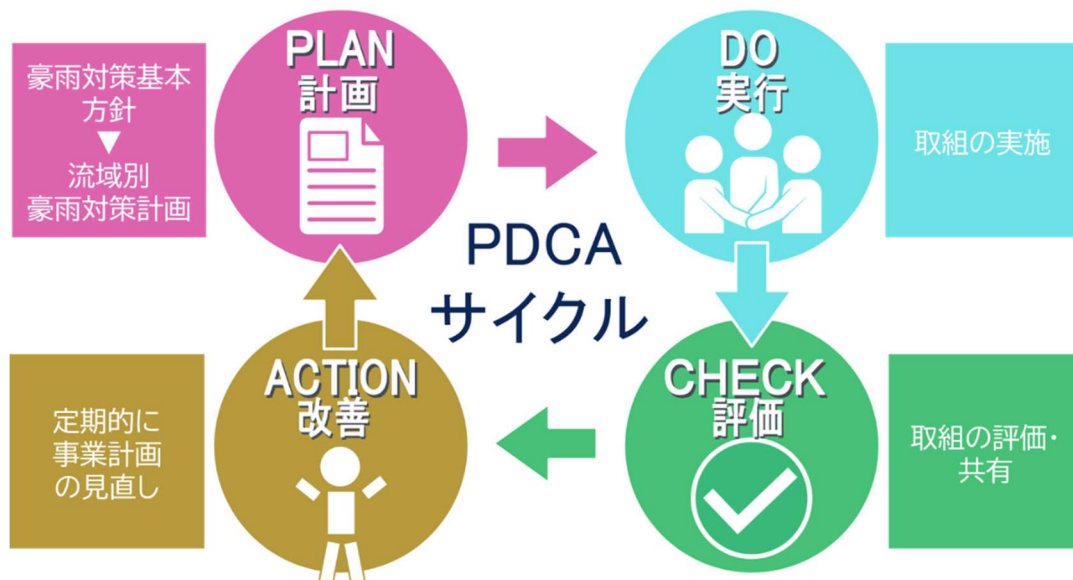 豪雨対策基本
方針
▼
流域別
豪雨対策計画
PLAN
計画
DO
実行
取組の実施
PDCA
サイクル
定期的に
事業計画
の見直し
ACTION
改善
CHECK
評価
取組の評価・
共有